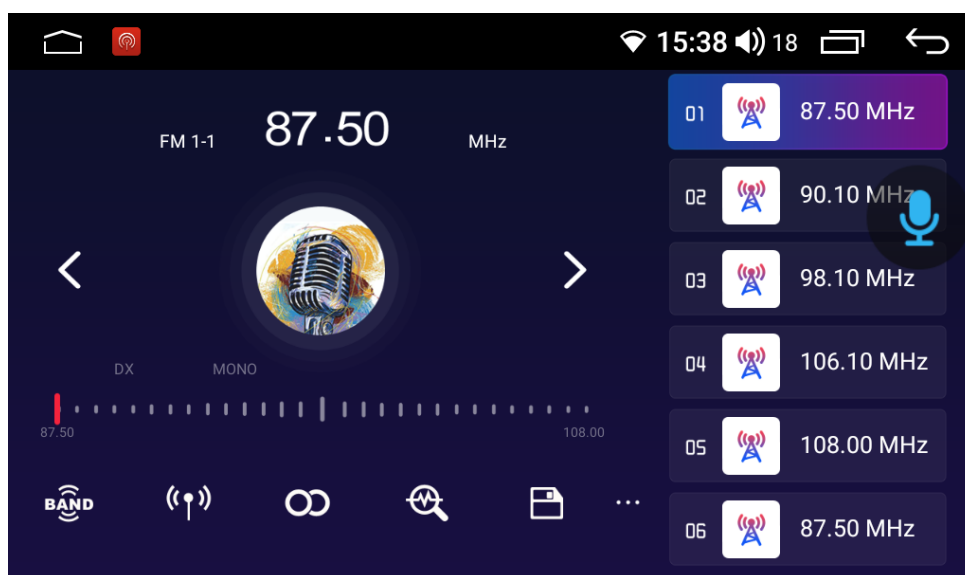 15:38 18
FM 1-1 87.50 MHz
DX MONO
87.50 108.00
BAND
01 87.50 MHz
02 90.10 MHz
03 98.10 MHz
04 106.10 MHz
05 108.00 MHz
06 87.50 MHz